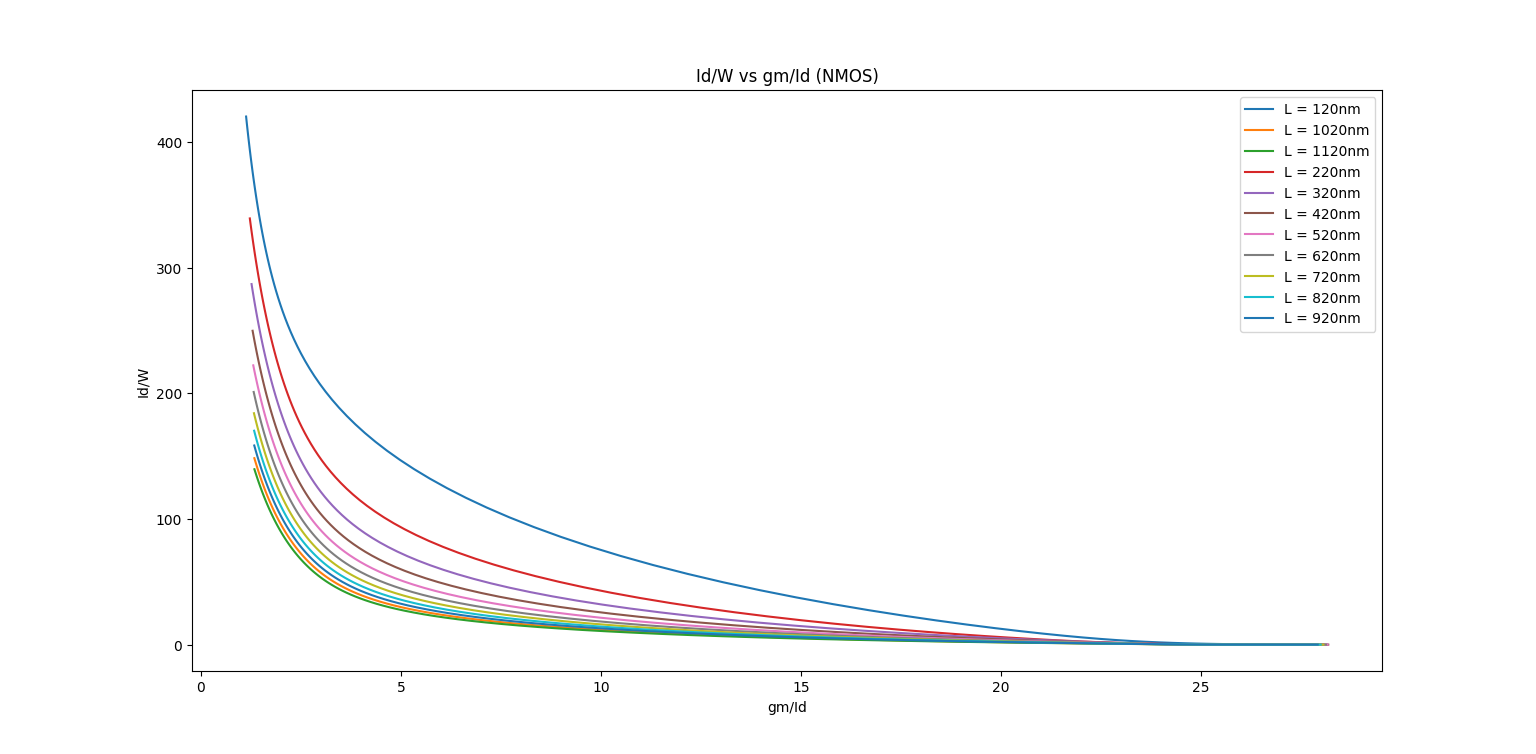 Id/W vs gm/Id (NMOS)
L = 120nm
L = 1020nm
L = 1120nm
L = 220nm
L = 320nm
L = 420nm
L = 520nm
L = 620nm
L = 720nm
L = 820nm
L = 920nm
400
300
200
100
0
Id/W
0 5 10 15 20 25
gm/Id